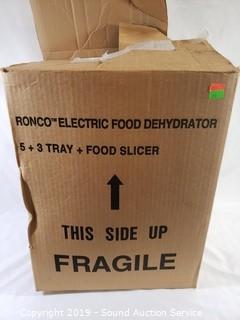 RONCO™ ELECTRIC FOOD DEHYDRATOR
5 + 3 TRAY + FOOD SLICER
THIS SIDE UP
FRAGILE
Copyright 2019 - Sound Auction Service